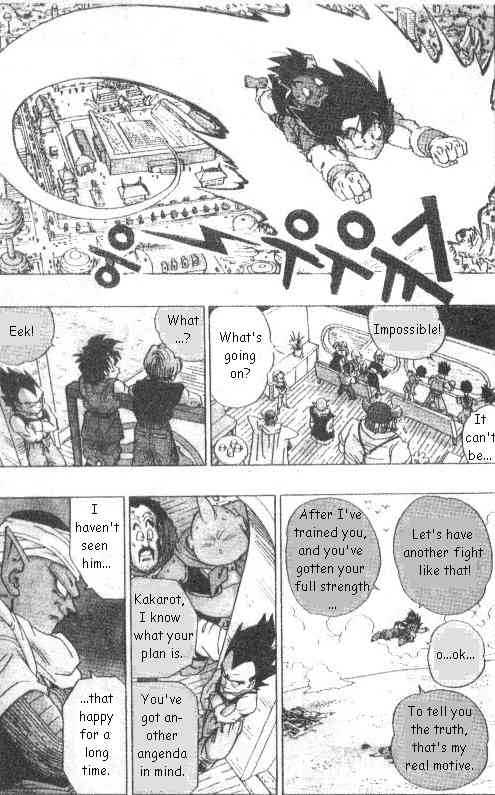 Impossible!
It
can't
be...
What's
going
on?
What
...?
Eek!
After I've
trained you,
and you've
gotten your
full strength
...
Let's have
another fight
like that!
o...ok...
To tell you
the truth,
that's my
real motive.
Kakarot,
I know
what your
plan is.
You've
got an-
other
angenda
in mind.
I
haven't
seen
him...
...that
happy
for a
long
time.